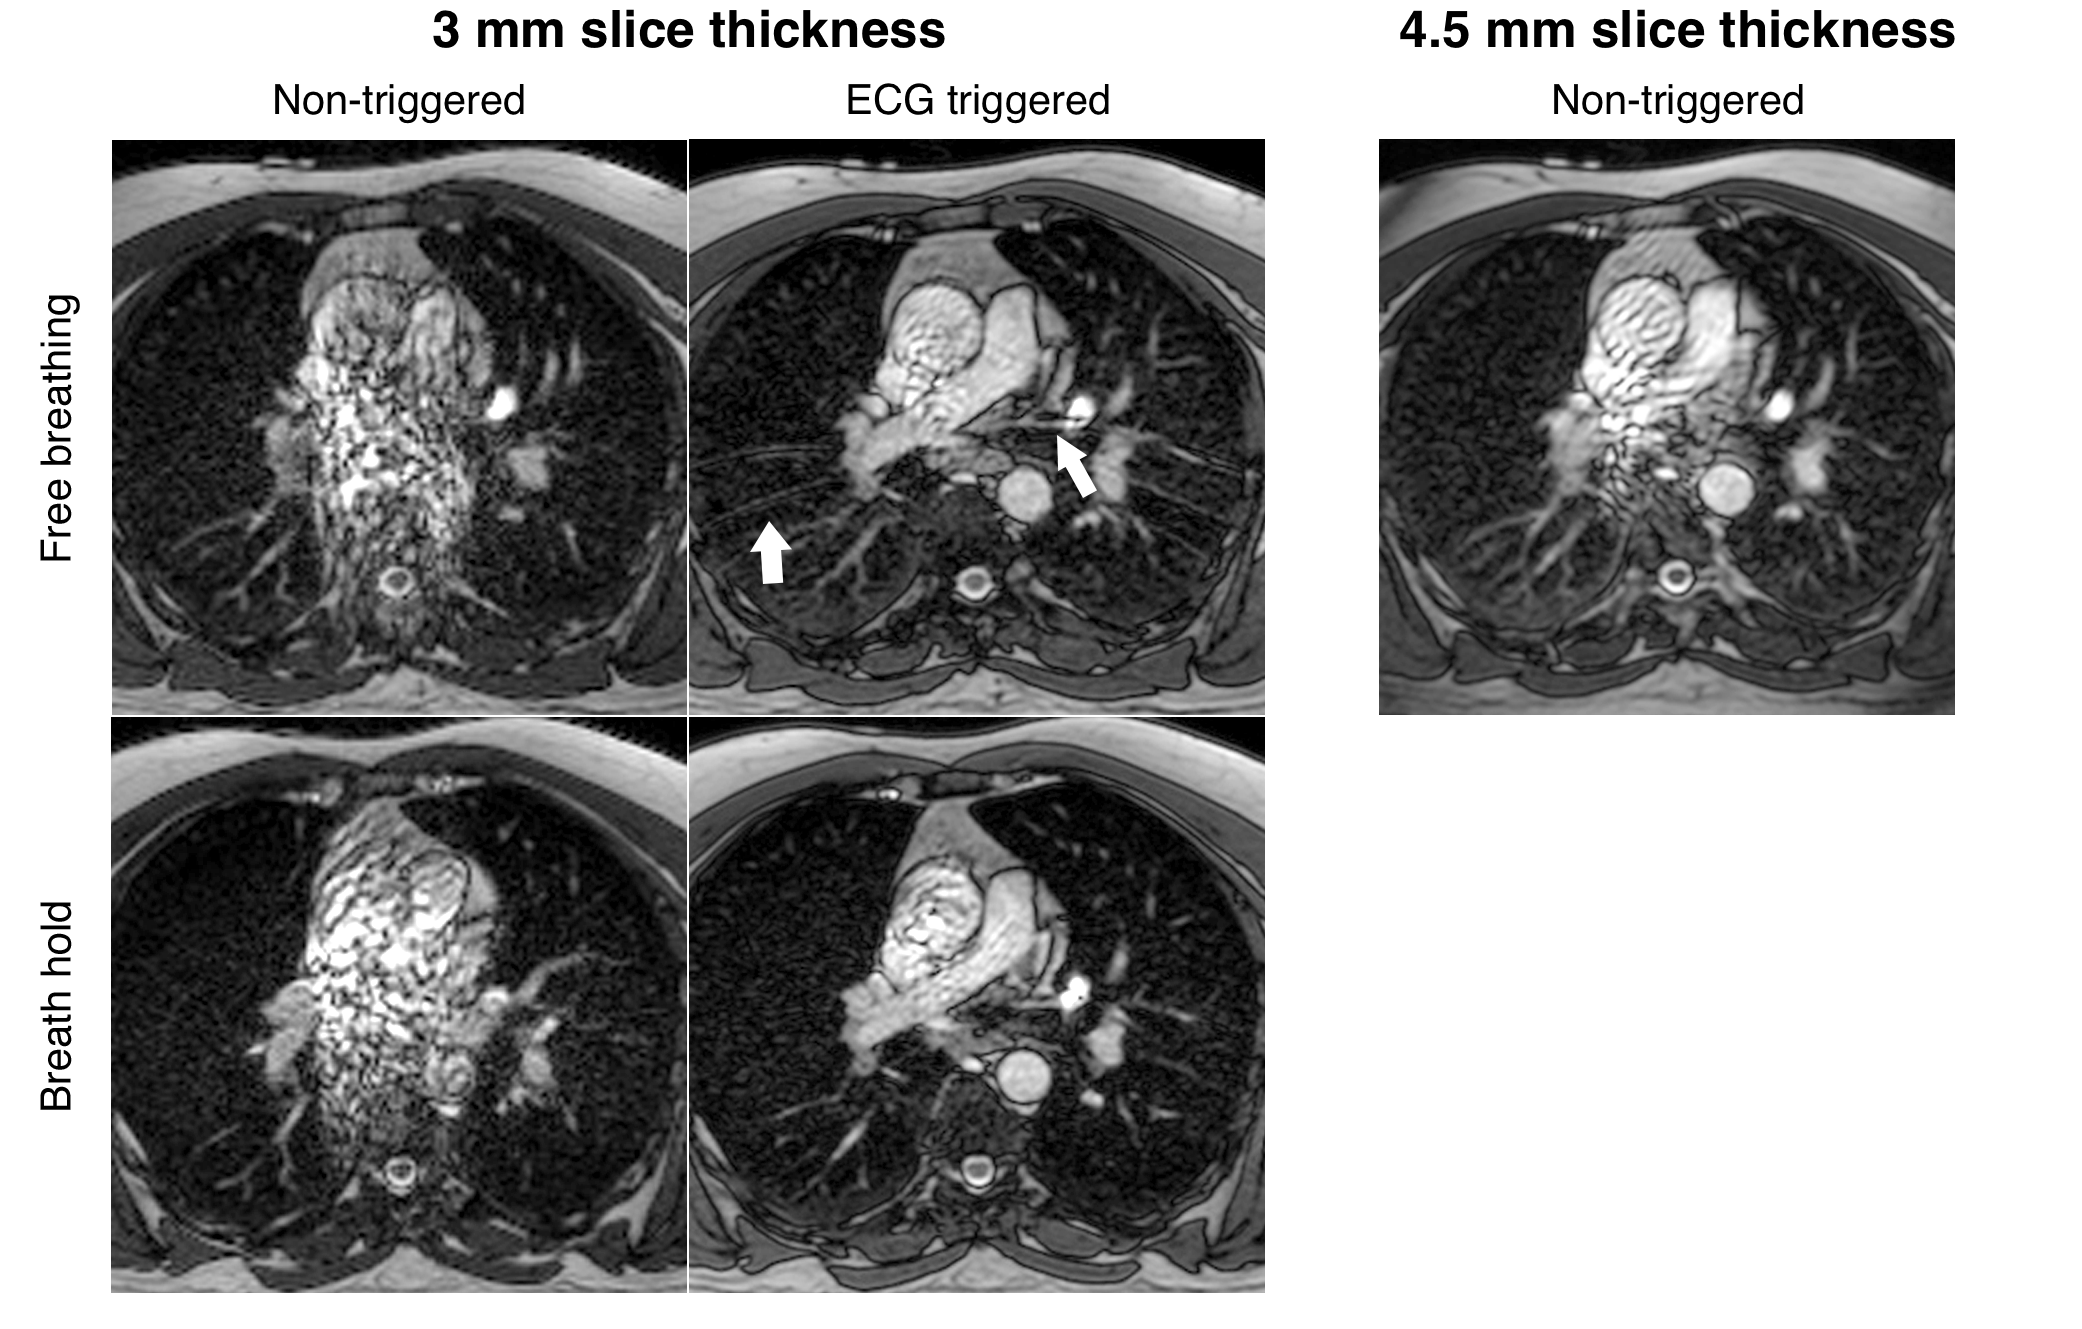 3 mm slice thickness
4.5 mm slice thickness
Non-triggered
ECG triggered
Non-triggered
Free breathing
Breath hold